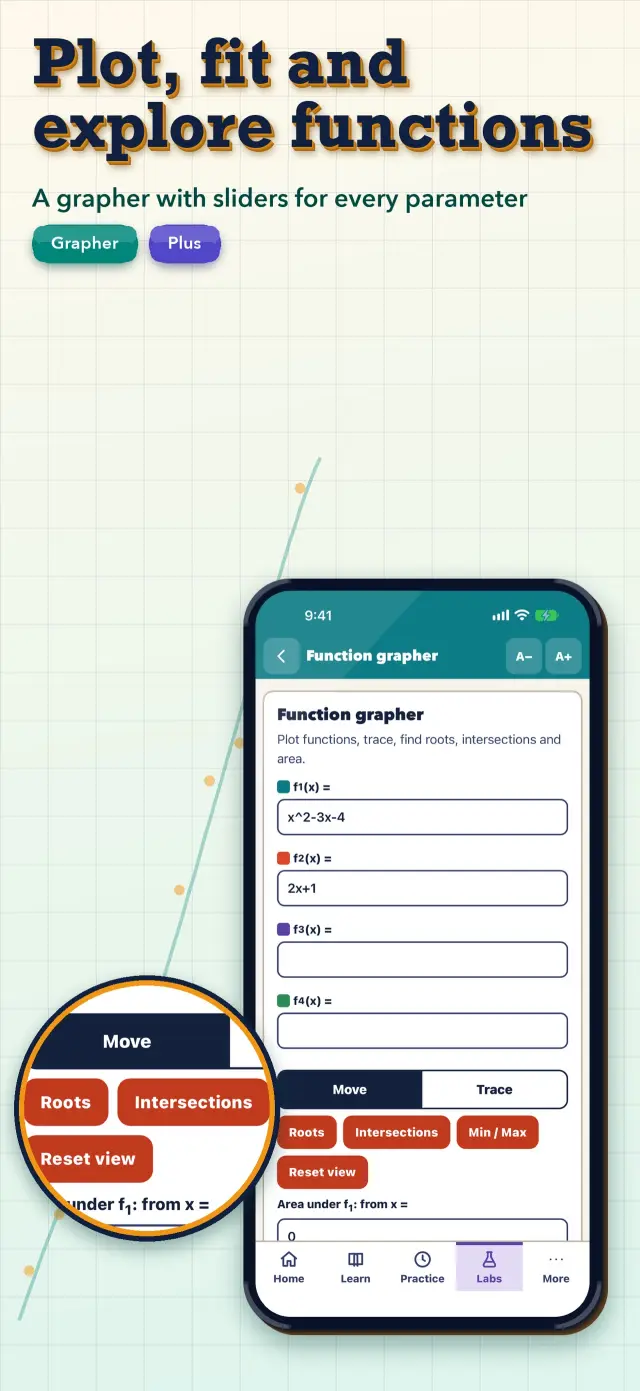 Plot, fit and
explore functions
A grapher with sliders for every parameter
Grapher Plus
9:41
Function grapher A− A+
Function grapher
Plot functions, trace, find roots, intersections and
area.
f1(x) =
x^2-3x-4
f2(x) =
2x+1
f3(x) =
f4(x) =
Move Trace
Roots Intersections Min / Max
Reset view
Area under f1: from x =
0
Home Learn Practice Labs More
Move
Roots Intersections
Reset view
under f1: from x =